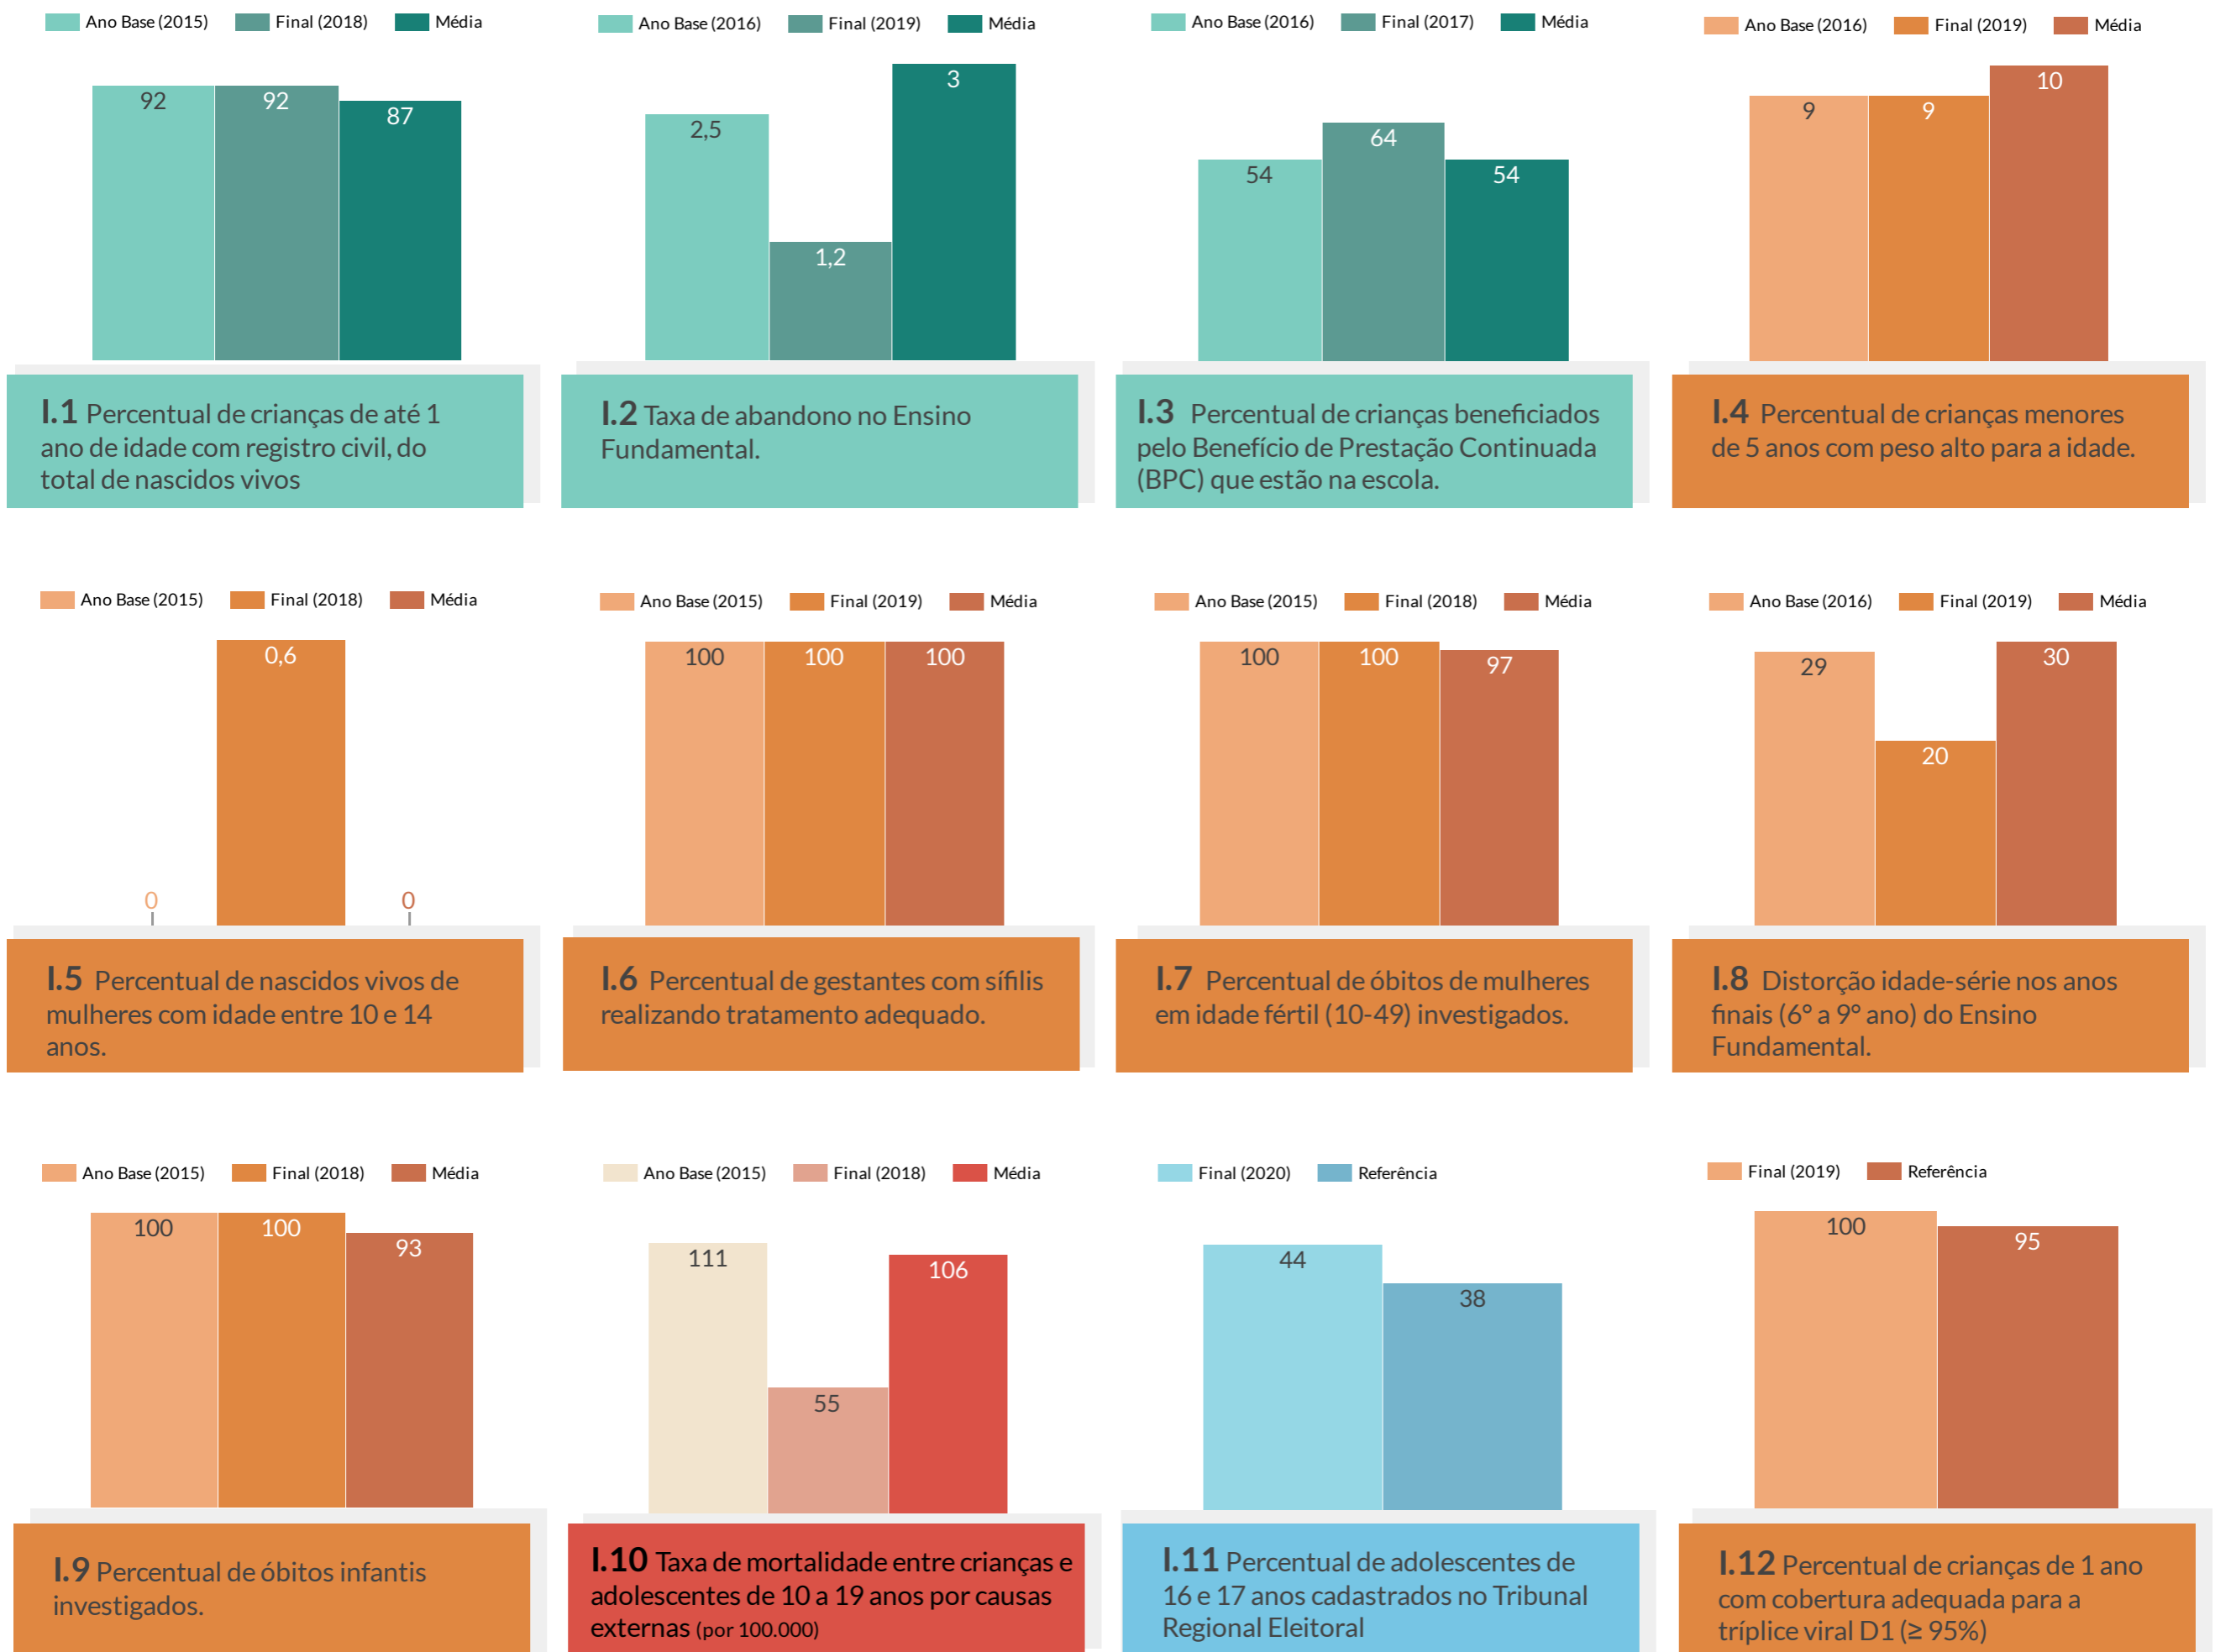 Ano Base (2015) Final (2018) Média
92 92 87
I.1 Percentual de crianças de até 1
ano de idade com registro civil, do
total de nascidos vivos
Ano Base (2016) Final (2019) Média
2,5 1,2 3
I.2 Taxa de abandono no Ensino
Fundamental.
Ano Base (2016) Final (2017) Média
54 64 54
I.3 Percentual de crianças beneficiados
pelo Benefício de Prestação Continuada
(BPC) que estão na escola.
Ano Base (2016) Final (2019) Média
9 9 10
I.4 Percentual de crianças menores
de 5 anos com peso alto para a idade.
Ano Base (2015) Final (2018) Média
0 0,6 0
I.5 Percentual de nascidos vivos de
mulheres com idade entre 10 e 14
anos.
Ano Base (2015) Final (2019) Média
100 100 100
I.6 Percentual de gestantes com sífilis
realizando tratamento adequado.
Ano Base (2015) Final (2018) Média
100 100 97
I.7 Percentual de óbitos de mulheres
em idade fértil (10-49) investigados.
Ano Base (2016) Final (2019) Média
29 20 30
I.8 Distorção idade-série nos anos
finais (6º a 9º ano) do Ensino
Fundamental.
Ano Base (2015) Final (2018) Média
100 100 93
I.9 Percentual de óbitos infantis
investigados.
Ano Base (2015) Final (2018) Média
111 55 106
I.10 Taxa de mortalidade entre crianças e
adolescentes de 10 a 19 anos por causas
externas (por 100.000)
Final (2020) Referência
44 38
I.11 Percentual de adolescentes de
16 e 17 anos cadastrados no Tribunal
Regional Eleitoral
Final (2019) Referência
100 95
I.12 Percentual de crianças de 1 ano
com cobertura adequada para a
tríplice viral D1 (≥ 95%)